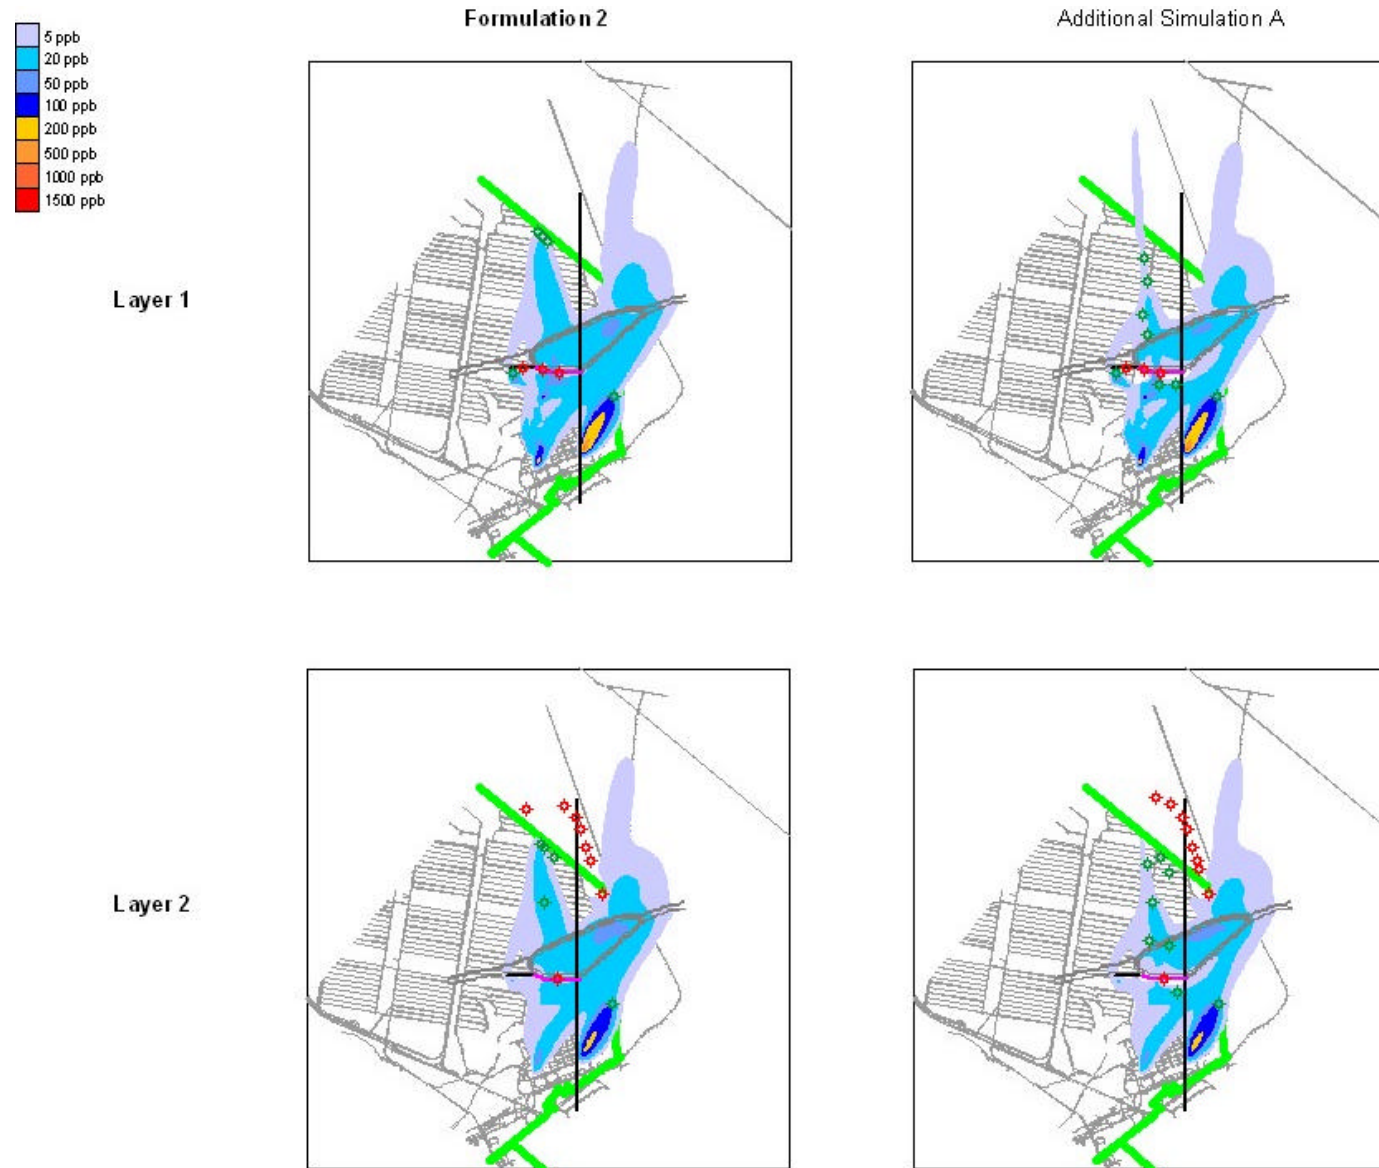 Formulation 2
Additional Simulation A
5 ppb
20 ppb
50 ppb
100 ppb
200 ppb
500 ppb
1000 ppb
1500 ppb
Layer 1
Layer 2